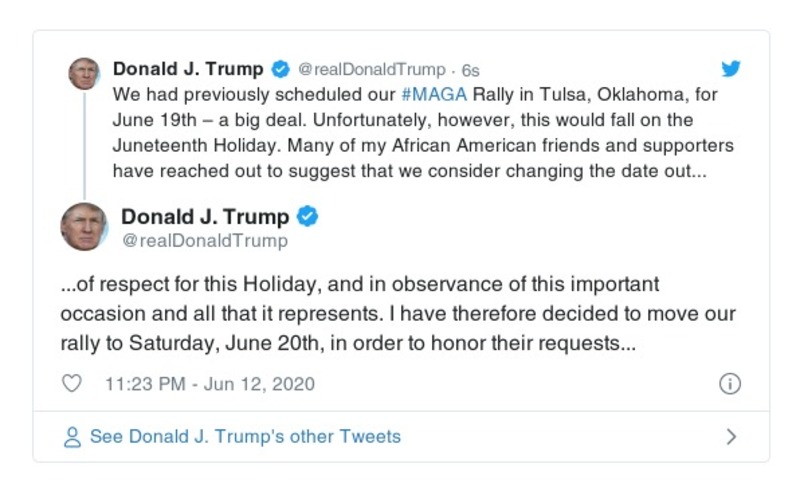 Donald J. Trump @realDonaldTrump · 6s
We had previously scheduled our #MAGA Rally in Tulsa, Oklahoma, for
June 19th – a big deal. Unfortunately, however, this would fall on the
Juneteenth Holiday. Many of my African American friends and supporters
have reached out to suggest that we consider changing the date out...
Donald J. Trump
@realDonaldTrump
...of respect for this Holiday, and in observance of this important
occasion and all that it represents. I have therefore decided to move our
rally to Saturday, June 20th, in order to honor their requests...
11:23 PM - Jun 12, 2020
See Donald J. Trump's other Tweets